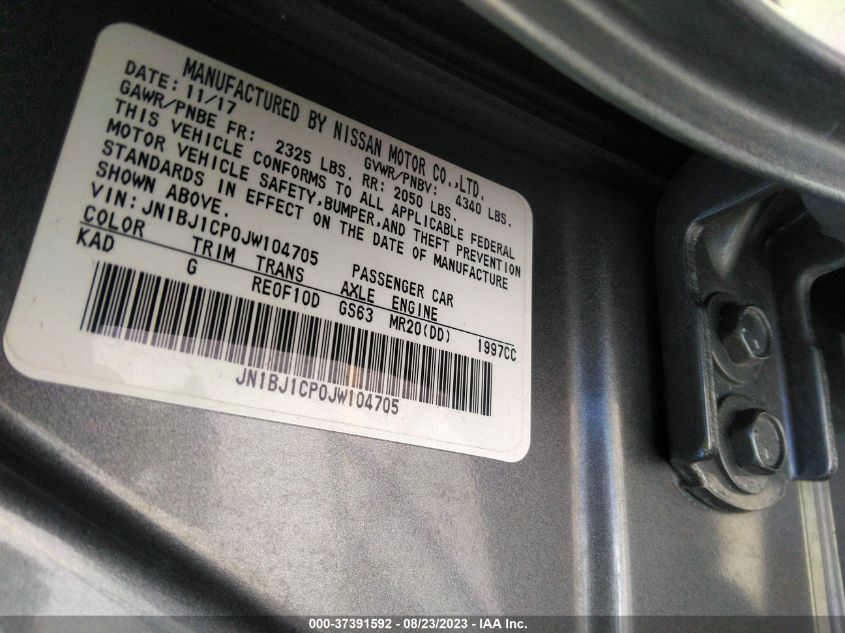 MANUFACTURED BY NISSAN MOTOR CO.,LTD.
DATE: 11/17 GVWR/PNBV: 4340 LBS.
GAWR/PNBE FR: 2325 LBS. RR: 2050 LBS.
THIS VEHICLE CONFORMS TO ALL APPLICABLE FEDERAL
MOTOR VEHICLE SAFETY,BUMPER,AND THEFT PREVENTION
STANDARDS IN EFFECT ON THE DATE OF MANUFACTURE
SHOWN ABOVE.
VIN: JN1BJ1CP0JW104705 PASSENGER CAR
COLOR TRIM TRANS AXLE ENGINE
KAD G RE0F10D GS63 MR20(DD) 1997CC
JN1BJ1CP0JW104705
000-37391592 - 08/23/2023 - IAA Inc.